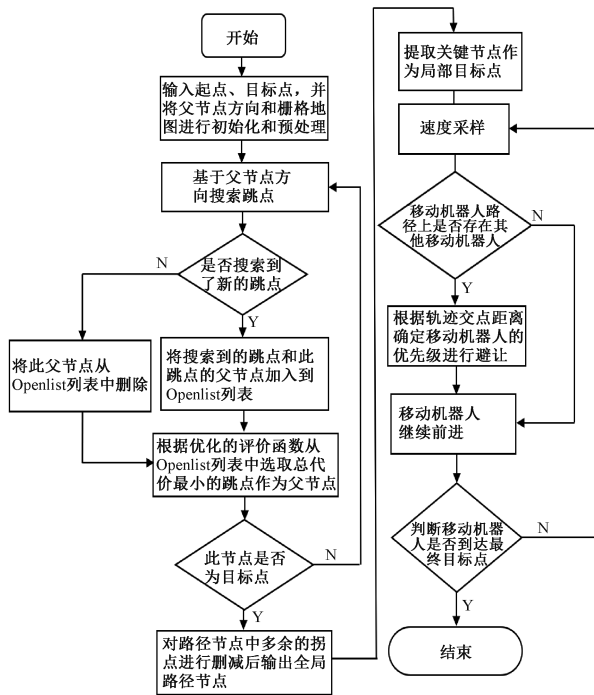 开始
输入起点、目标点，并
将父节点方向和栅格地
图进行初始化和预处理
基于父节点方
向搜索跳点
是否搜索到
了新的跳点
N
Y
将此父节点从
Openlist列表中删除
将搜索到的跳点和此
跳点的父节点加入到
Openlist列表
根据优化的评价函数从
Openlist列表中选取总代
价最小的跳点作为父节点
此节点是否
为目标点
N
Y
对路径节点中多余的拐
点进行删减后输出全局
路径节点
提取关键节点作
为局部目标点
速度采样
移动机器人路
径上是否存在其
他移动机器人
N
Y
根据轨迹交点距离
确定移动机器人的
优先级进行避让
移动机器人
继续前进
判断移动机器
人是否到达最
终目标点
N
Y
结束